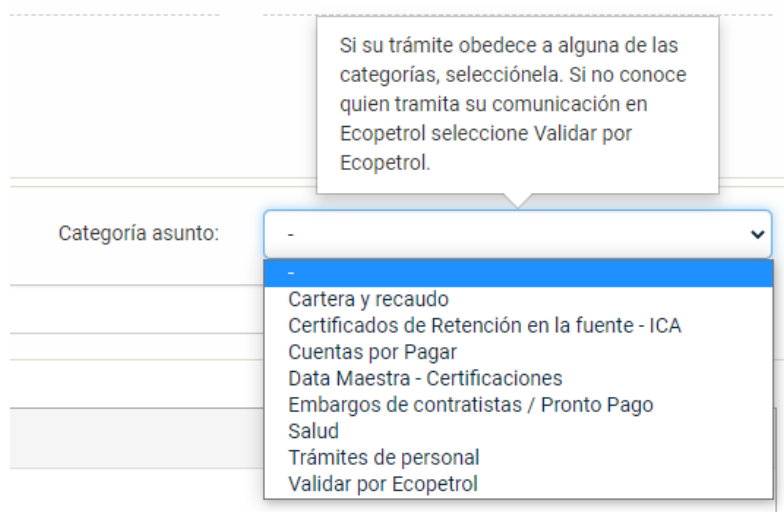 Si su trámite obedece a alguna de las
categorías, selecciónela. Si no conoce
quien tramita su comunicación en
Ecopetrol seleccione Validar por
Ecopetrol.
Categoría asunto:
-
-
Cartera y recaudo
Certificados de Retención en la fuente - ICA
Cuentas por Pagar
Data Maestra - Certificaciones
Embargos de contratistas / Pronto Pago
Salud
Trámites de personal
Validar por Ecopetrol